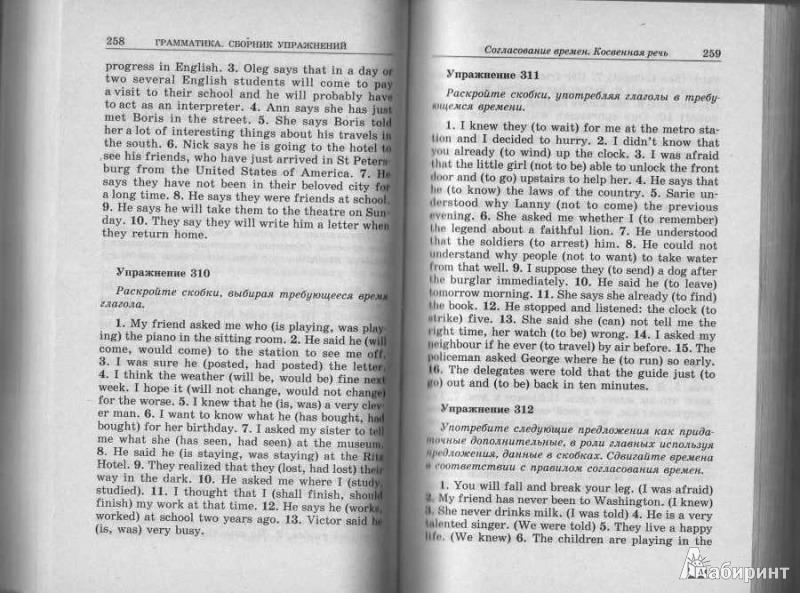 258 ГРАММАТИКА. СБОРНИК УПРАЖНЕНИЙ
progress in English. 3. Oleg says that in a day or
two several English students will come to pay
a visit to their school and he will probably have
to act as an interpreter. 4. Ann says she has just
met Boris in the street. 5. She says Boris told
her a lot of interesting things about his travels in
the south. 6. Nick says he is going to the hotel to
see his friends, who have just arrived in St Peters
burg from the United States of America. 7. He
says they have not been in their beloved city for
a long time. 8. He says they were friends at school.
9. He says he will take them to the theatre on Sun-
day. 10. They say they will write him a letter when
they return home.
Упражнение 310
Раскройте скобки, выбирая требующееся время
глагола.
1. My friend asked me who (is playing, was play-
ing) the piano in the sitting room. 2. He said he (will
come, would come) to the station to see me off.
3. I was sure he (posted, had posted) the letter.
4. I think the weather (will be, would be) fine next
week. I hope it (will not change, would not change)
for the worse. 5. I knew that he (is, was) a very clev-
er man. 6. I want to know what he (has bought, had
bought) for her birthday. 7. I asked my sister to tell
me what she (has seen, had seen) at the museum.
8. He said he (is staying, was staying) at the Ritz
Hotel. 9. They realized that they (lost, had lost) their
way in the dark. 10. He asked me where I (study,
studied). 11. I thought that I (shall finish, should
finish) my work at that time. 12. He says he (works,
worked) at school two years ago. 13. Victor said he
(is, was) very busy.
Согласование времен. Косвенная речь 259
Упражнение 311
Раскройте скобки, употребляя глаголы в требу-
ющемся времени.
1. I knew they (to wait) for me at the metro sta-
tion and I decided to hurry. 2. I didn't know that
you already (to wind) up the clock. 3. I was afraid
that the little girl (not to be) able to unlock the front
door and (to go) upstairs to help her. 4. He says that
he (to know) the laws of the country. 5. Sarie un-
derstood why Lanny (not to come) the previous
evening. 6. She asked me whether I (to remember)
the legend about a faithful lion. 7. He understood
that the soldiers (to arrest) him. 8. He could not
understand why people (not to want) to take water
from that well. 9. I suppose they (to send) a dog after
the burglar immediately. 10. He said he (to leave)
tomorrow morning. 11. She says she already (to find)
the book. 12. He stopped and listened: the clock (to
strike) five. 13. She said she (can) not tell me the
right time, her watch (to be) wrong. 14. I asked my
neighbour if he ever (to travel) by air before. 15. The
policeman asked George where he (to run) so early.
16. The delegates were told that the guide just (to
go) out and (to be) back in ten minutes.
Упражнение 312
Употребите следующие предложения как прида-
точные дополнительные, в роли главных используя
предложения, данные в скобках. Сдвигайте времена
в соответствии с правилом согласования времен.
1. You will fall and break your leg. (I was afraid)
2. My friend has never been to Washington. (I knew)
3. She never drinks milk. (I was told) 4. He is a very
talented singer. (We were told) 5. They live a happy
life. (We knew) 6. The children are playing in the
Лабиринт